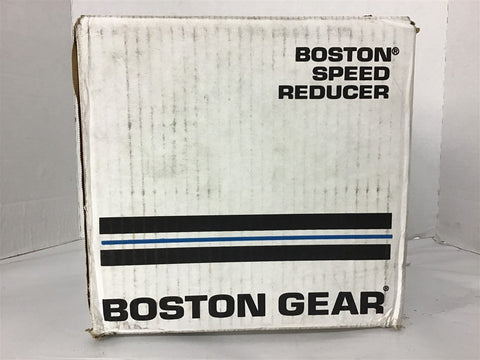 BOSTON®
SPEED
REDUCER
BOSTON GEAR®